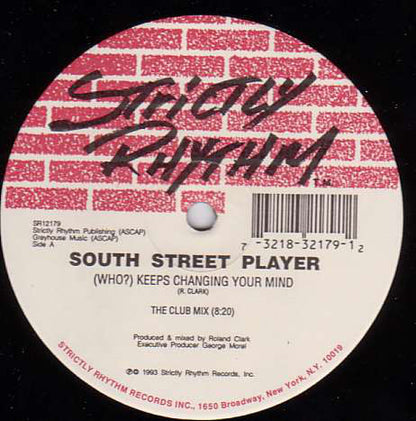 STRICTLY
RHYTHM T.M.
SR12179
Strictly Rhythm Publishing (ASCAP)
Greyhouse Music (ASCAP)
Side A
7 -3218-32179-1 2
SOUTH STREET PLAYER
(WHO?) KEEPS CHANGING YOUR MIND
(R. CLARK)
THE CLUB MIX (8:20)
Produced & mixed by Roland Clark
Executive Producer George Morel
℗ © 1993 Strictly Rhythm Records, Inc.
STRICTLY RHYTHM RECORDS INC., 1650 Broadway, New York, N.Y. 10019